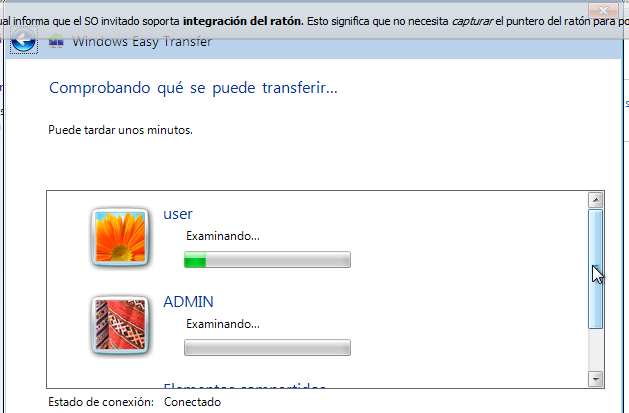 ual informa que el SO invitado soporta integración del ratón. Esto significa que no necesita capturar el puntero del ratón para po
Windows Easy Transfer
Comprobando qué se puede transferir...
Puede tardar unos minutos.
user
Examinando...
ADMIN
Examinando...
Elementos compartidos
Estado de conexión: Conectado